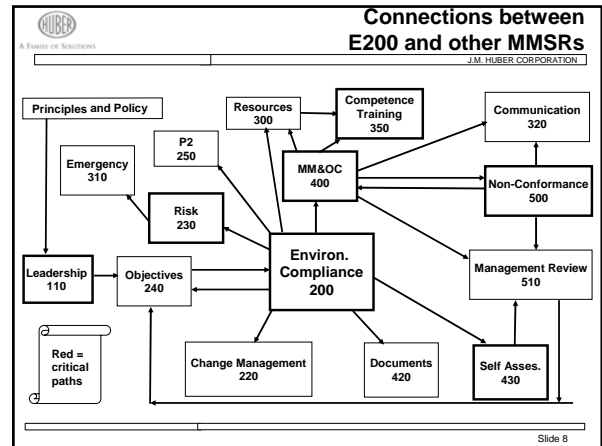 HUBER
A FAMILY OF SOLUTIONS
Connections between
E200 and other MMSRs
J.M. HUBER CORPORATION
Principles and Policy
Resources
300
Competence
Training
350
Communication
320
P2
250
Emergency
310
MM&OC
400
Non-Conformance
500
Risk
230
Environ.
Compliance
200
Leadership
110
Objectives
240
Management Review
510
Red =
critical
paths
Change Management
220
Documents
420
Self Asses.
430
Slide 8